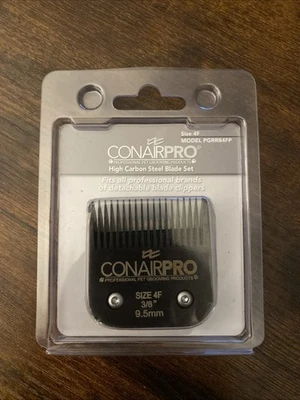 Size 4F
MODEL PGRRB4FP
CONAIRPRO
PROFESSIONAL PET GROOMING PRODUCTS
High Carbon Steel Blade Set
Fits all professional brands
of detachable blade clippers
CONAIRPRO
PROFESSIONAL PET GROOMING PRODUCTS
SIZE 4F
3/8"
9.5mm